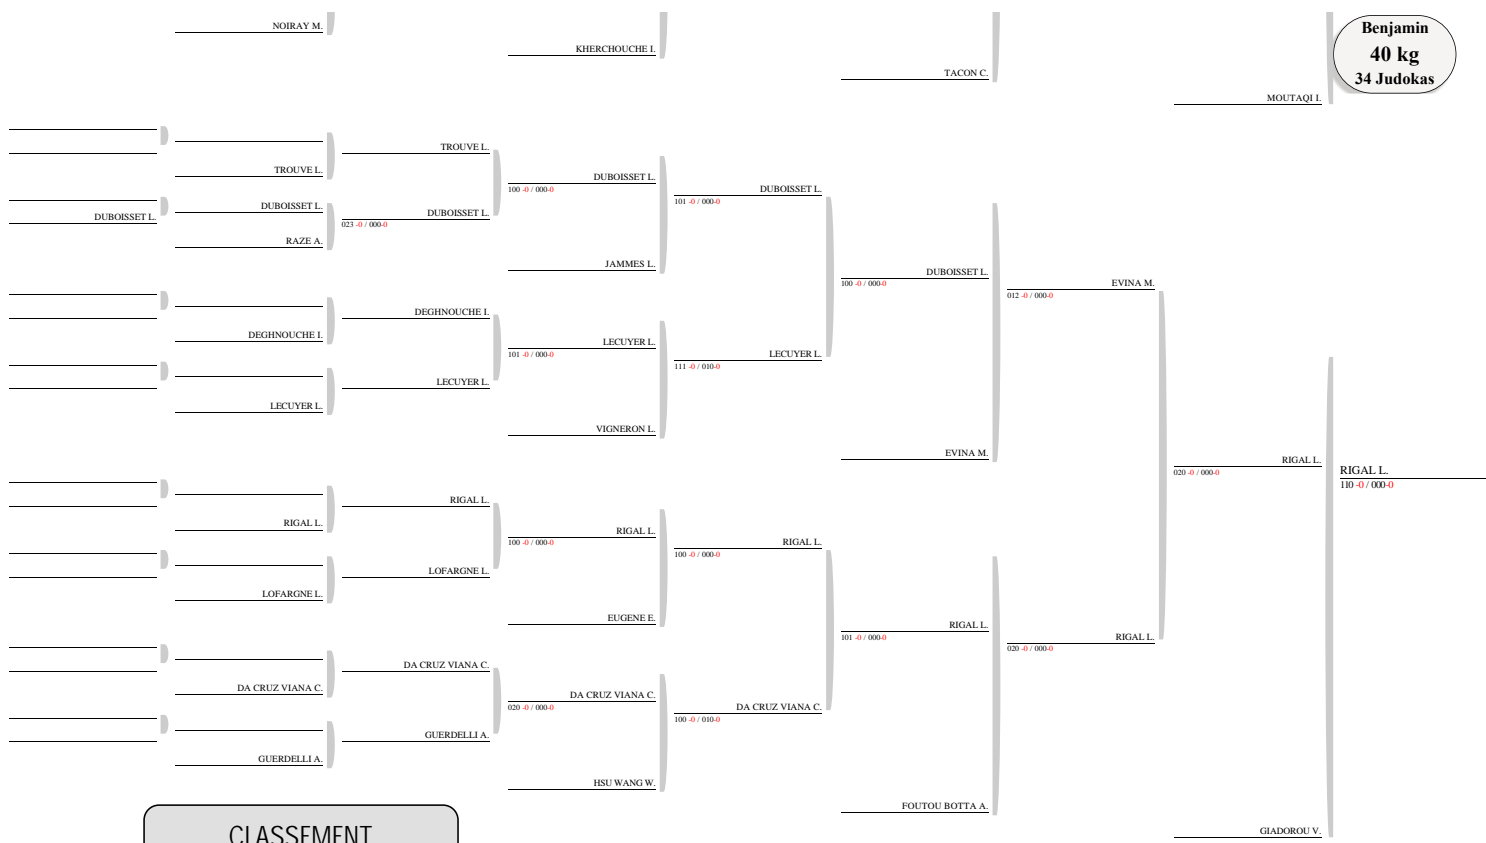 NOIRAY M.
KHERCHOUCHE I.
TACON C.
MOUTAQI I.
Benjamin
40 kg
34 Judokas
TROUVE L.
TROUVE L.
DUBOISSET L.
100 -0 / 000-0
DUBOISSET L.
101 -0 / 000-0
DUBOISSET L.
DUBOISSET L.
DUBOISSET L.
023 -0 / 000-0
RAZE A.
JAMMES L.
DUBOISSET L.
100 -0 / 000-0
EVINA M.
012 -0 / 000-0
DEGHNOUCHE I.
DEGHNOUCHE I.
LECUYER L.
101 -0 / 000-0
LECUYER L.
111 -0 / 010-0
LECUYER L.
LECUYER L.
VIGNERON L.
EVINA M.
RIGAL L.
020 -0 / 000-0
RIGAL L.
110 -0 / 000-0
RIGAL L.
RIGAL L.
RIGAL L.
100 -0 / 000-0
RIGAL L.
100 -0 / 000-0
LOFARGNE L.
LOFARGNE L.
EUGENE E.
RIGAL L.
101 -0 / 000-0
RIGAL L.
020 -0 / 000-0
DA CRUZ VIANA C.
DA CRUZ VIANA C.
DA CRUZ VIANA C.
020 -0 / 000-0
DA CRUZ VIANA C.
100 -0 / 010-0
GUERDELLI A.
GUERDELLI A.
HSU WANG W.
FOUTOU BOTTA A.
GIADOROU V.
CLASSEMENT